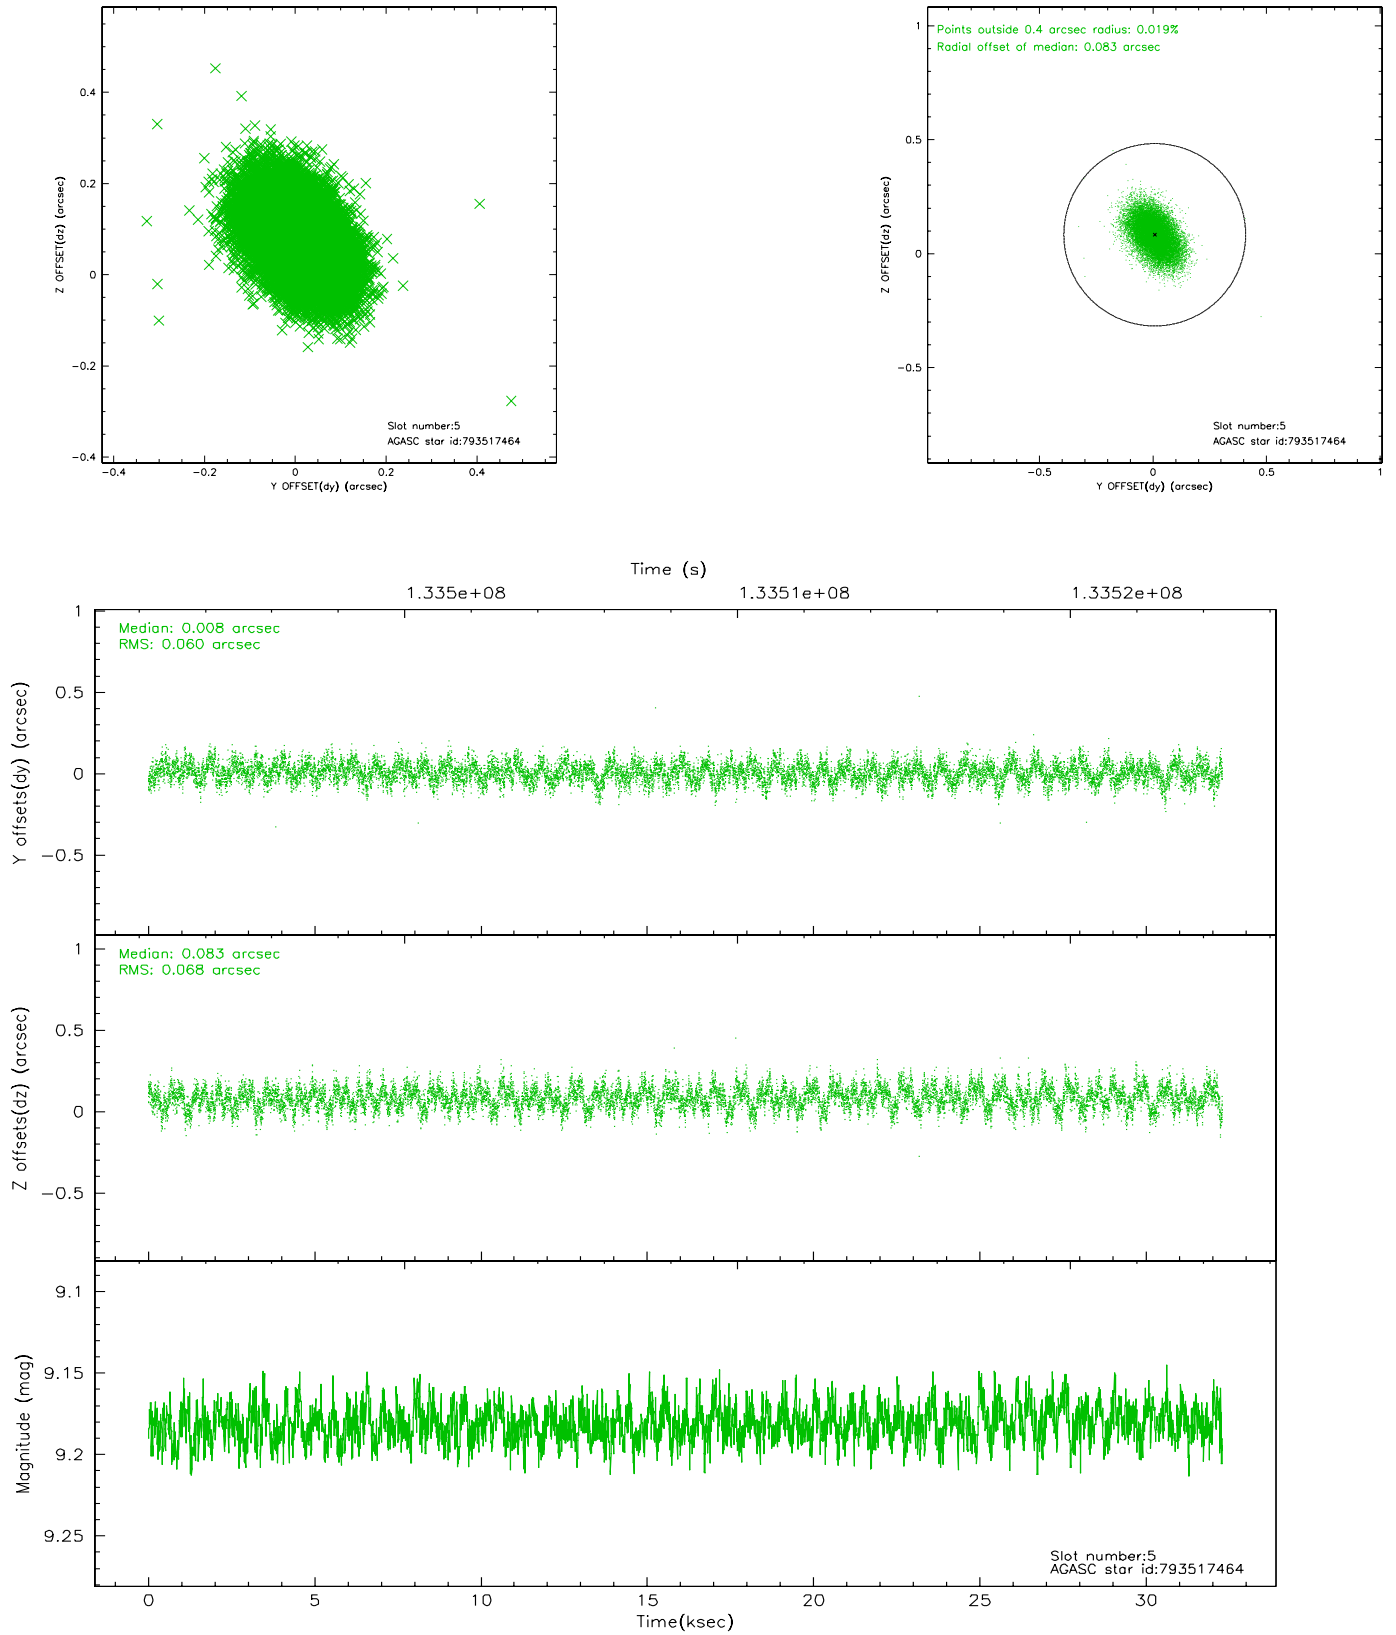 0.4
0.2
0
−0.2
−0.4
Z OFFSET(dz) (arcsec)
Slot number:5
AGASC star id:793517464
−0.4 −0.2 0 0.2 0.4
Y OFFSET(dy) (arcsec)
Points outside 0.4 arcsec radius: 0.019%
Radial offset of median: 0.083 arcsec
1
0.5
0
−0.5
Z OFFSET(dz) (arcsec)
Slot number:5
AGASC star id:793517464
−0.5 0 0.5 1
Y OFFSET(dy) (arcsec)
Time (s)
1.335e+08 1.3351e+08 1.3352e+08
Median: 0.008 arcsec
RMS: 0.060 arcsec
1
0.5
0
−0.5
Y offsets(dy) (arcsec)
Median: 0.083 arcsec
RMS: 0.068 arcsec
1
0.5
0
−0.5
Z offsets(dz) (arcsec)
9.1
9.15
9.2
9.25
Magnitude (mag)
Slot number:5
AGASC star id:793517464
0 5 10 15 20 25 30
Time(ksec)